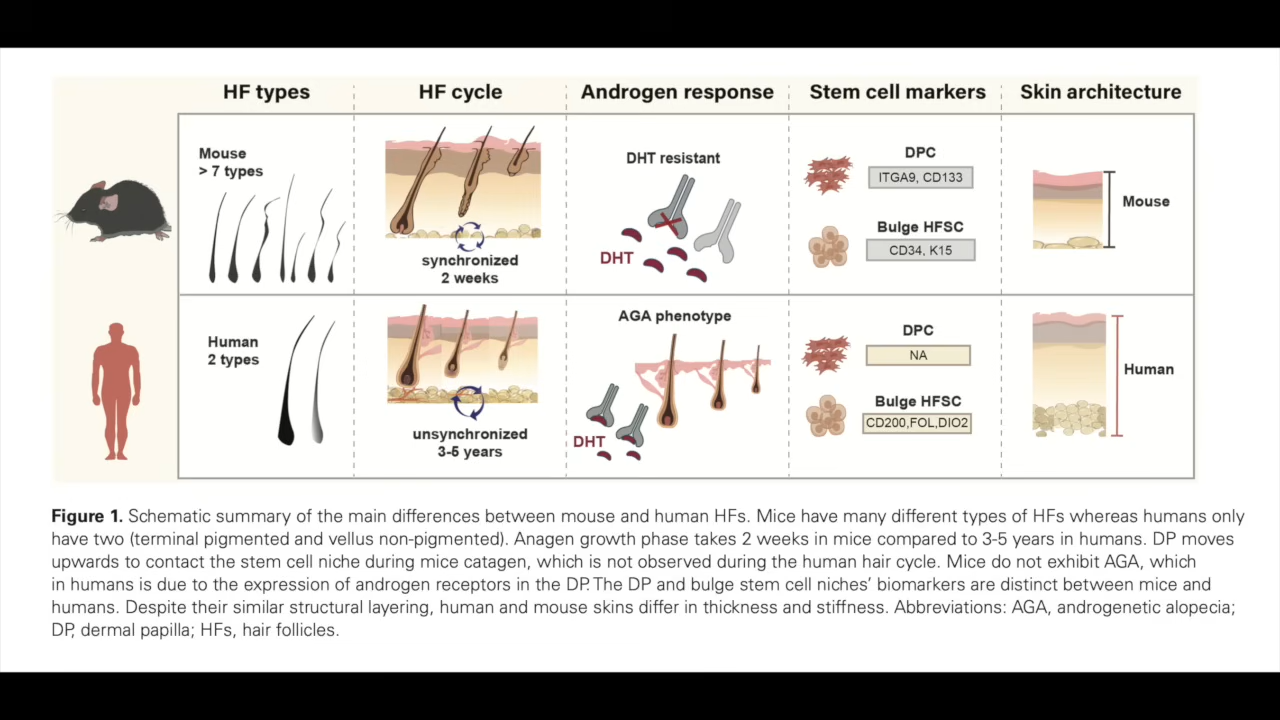 HF types
HF cycle
Androgen response
Stem cell markers
Skin architecture
Mouse
> 7 types
synchronized
2 weeks
DHT resistant
DHT
DPC
ITGA9, CD133
Bulge HFSC
CD34, K15
Mouse
Human
2 types
unsynchronized
3-5 years
AGA phenotype
DHT
DPC
NA
Bulge HFSC
CD200,FOL,DIO2
Human
Figure 1. Schematic summary of the main differences between mouse and human HFs. Mice have many different types of HFs whereas humans only
have two (terminal pigmented and vellus non-pigmented). Anagen growth phase takes 2 weeks in mice compared to 3-5 years in humans. DP moves
upwards to contact the stem cell niche during mice catagen, which is not observed during the human hair cycle. Mice do not exhibit AGA, which
in humans is due to the expression of androgen receptors in the DP. The DP and bulge stem cell niches' biomarkers are distinct between mice and
humans. Despite their similar structural layering, human and mouse skins differ in thickness and stiffness. Abbreviations: AGA, androgenetic alopecia;
DP, dermal papilla; HFs, hair follicles.